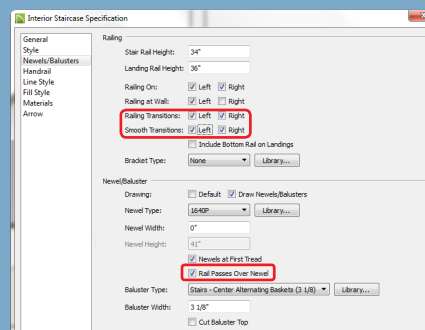 Interior Staircase Specification
General
Style
Newels/Balusters
Handrail
Line Style
Fill Style
Materials
Arrow
Railing
Stair Rail Height: 34"
Landing Rail Height: 36"
Railing On: Left Right
Railing at Wall: Left Right
Railing Transitions: Left Right
Smooth Transitions: Left Right
Include Bottom Rail on Landings
Bracket Type: None Library...
Newel/Baluster
Drawing: Default Draw Newels/Balusters
Newel Type: 1640P Library...
Newel Width: 0"
Newel Height: 41"
Newels at First Tread
Rail Passes Over Newel
Baluster Type: Stairs - Center Alternating Baskets (3 1/8) Library...
Baluster Width: 3 1/8"
Cut Baluster Top